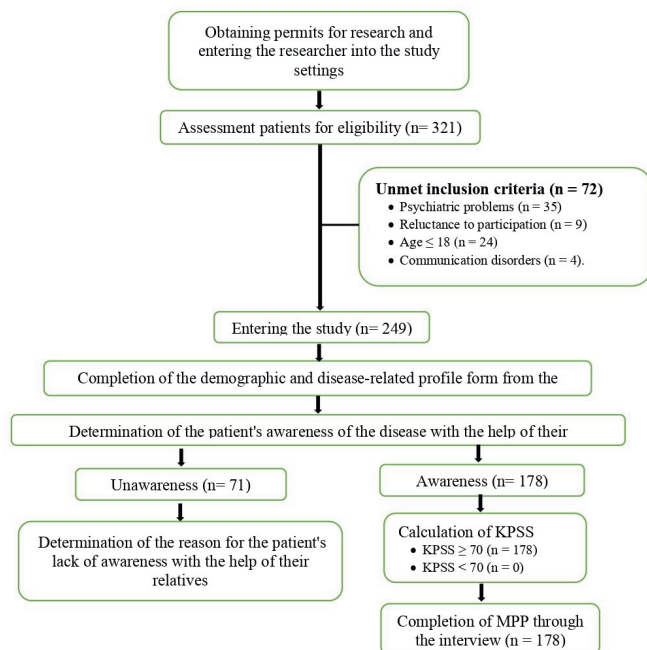 Obtaining permits for research and
entering the researcher into the study
settings
Assessment patients for eligibility (n= 321)
Unmet inclusion criteria (n = 72)
• Psychiatric problems (n = 35)
• Reluctance to participation (n = 9)
• Age ≤ 18 (n = 24)
• Communication disorders (n = 4).
Entering the study (n= 249)
Completion of the demographic and disease-related profile form from the
Determination of the patient's awareness of the disease with the help of their
Unawareness (n= 71)
Awareness (n= 178)
Determination of the reason for the patient's
lack of awareness with the help of their
relatives
Calculation of KPSS
• KPSS ≥ 70 (n = 178)
• KPSS < 70 (n = 0)
Completion of MPP through
the interview (n = 178)